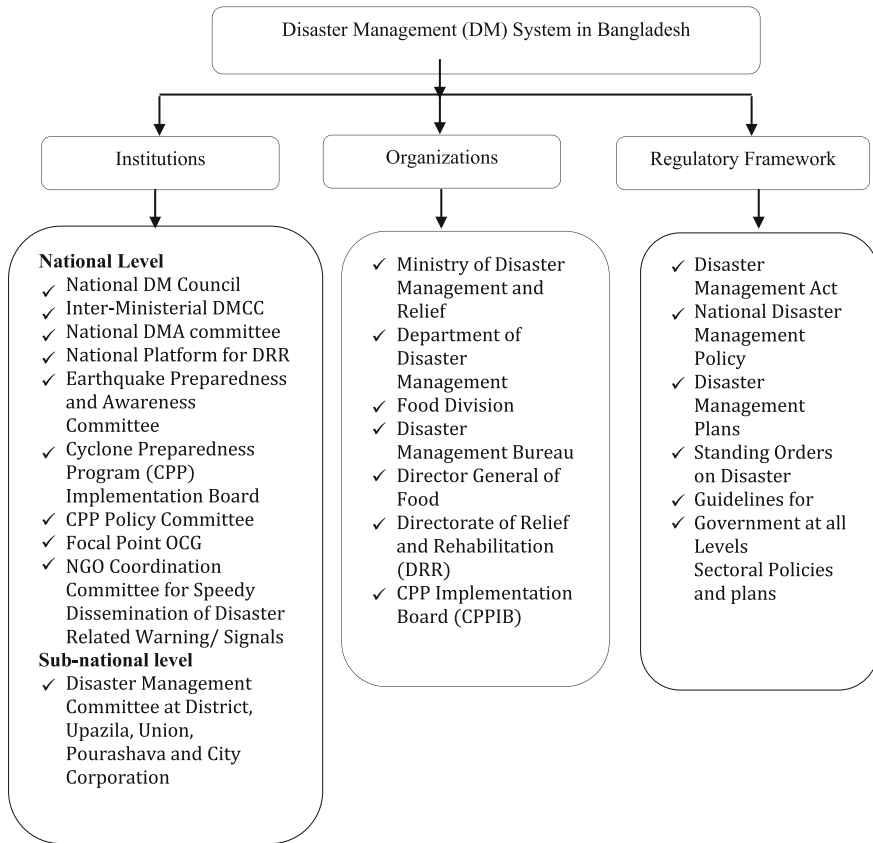 Disaster Management (DM) System in Bangladesh
Institutions
Organizations
Regulatory Framework
National Level
✓ National DM Council
✓ Inter-Ministerial DMCC
✓ National DMA committee
✓ National Platform for DRR
✓ Earthquake Preparedness
and Awareness
Committee
✓ Cyclone Preparedness
Program (CPP)
Implementation Board
✓ CPP Policy Committee
✓ Focal Point OCG
✓ NGO Coordination
Committee for Speedy
Dissemination of Disaster
Related Warning/ Signals
Sub-national level
✓ Disaster Management
Committee at District,
Upazila, Union,
Pourashava and City
Corporation
✓ Ministry of Disaster
Management and
Relief
✓ Department of
Disaster
Management
✓ Food Division
✓ Disaster
Management Bureau
✓ Director General of
Food
✓ Directorate of Relief
and Rehabilitation
(DRR)
✓ CPP Implementation
Board (CPPIB)
✓ Disaster
Management Act
✓ National Disaster
Management
Policy
✓ Disaster
Management
Plans
✓ Standing Orders
on Disaster
✓ Guidelines for
✓ Government at all
Levels
Sectoral Policies
and plans